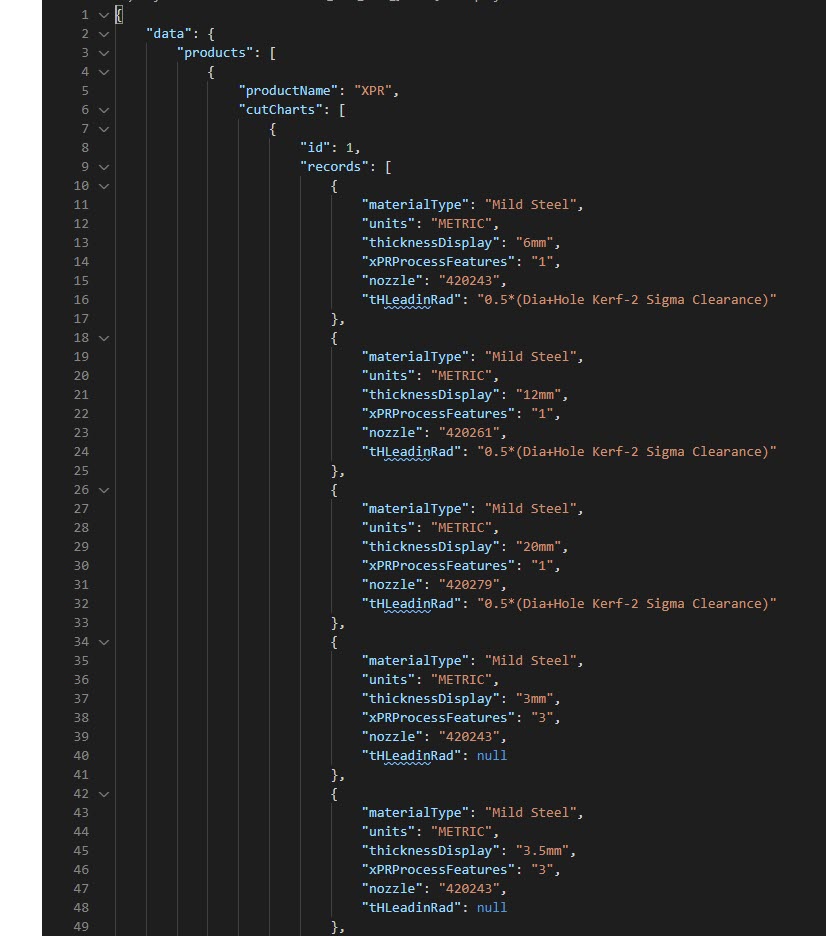 1 {
2 "data": {
3 "products": [
4 {
5 "productName": "XPR",
6 "cutCharts": [
7 {
8 "id": 1,
9 "records": [
10 {
11 "materialType": "Mild Steel",
12 "units": "METRIC",
13 "thicknessDisplay": "6mm",
14 "xPRProcessFeatures": "1",
15 "nozzle": "420243",
16 "tHLeadinRad": "0.5*(Dia+Hole Kerf-2 Sigma Clearance)"
17 },
18 {
19 "materialType": "Mild Steel",
20 "units": "METRIC",
21 "thicknessDisplay": "12mm",
22 "xPRProcessFeatures": "1",
23 "nozzle": "420261",
24 "tHLeadinRad": "0.5*(Dia+Hole Kerf-2 Sigma Clearance)"
25 },
26 {
27 "materialType": "Mild Steel",
28 "units": "METRIC",
29 "thicknessDisplay": "20mm",
30 "xPRProcessFeatures": "1",
31 "nozzle": "420279",
32 "tHLeadinRad": "0.5*(Dia+Hole Kerf-2 Sigma Clearance)"
33 },
34 {
35 "materialType": "Mild Steel",
36 "units": "METRIC",
37 "thicknessDisplay": "3mm",
38 "xPRProcessFeatures": "3",
39 "nozzle": "420243",
40 "tHLeadinRad": null
41 },
42 {
43 "materialType": "Mild Steel",
44 "units": "METRIC",
45 "thicknessDisplay": "3.5mm",
46 "xPRProcessFeatures": "3",
47 "nozzle": "420243",
48 "tHLeadinRad": null
49 },